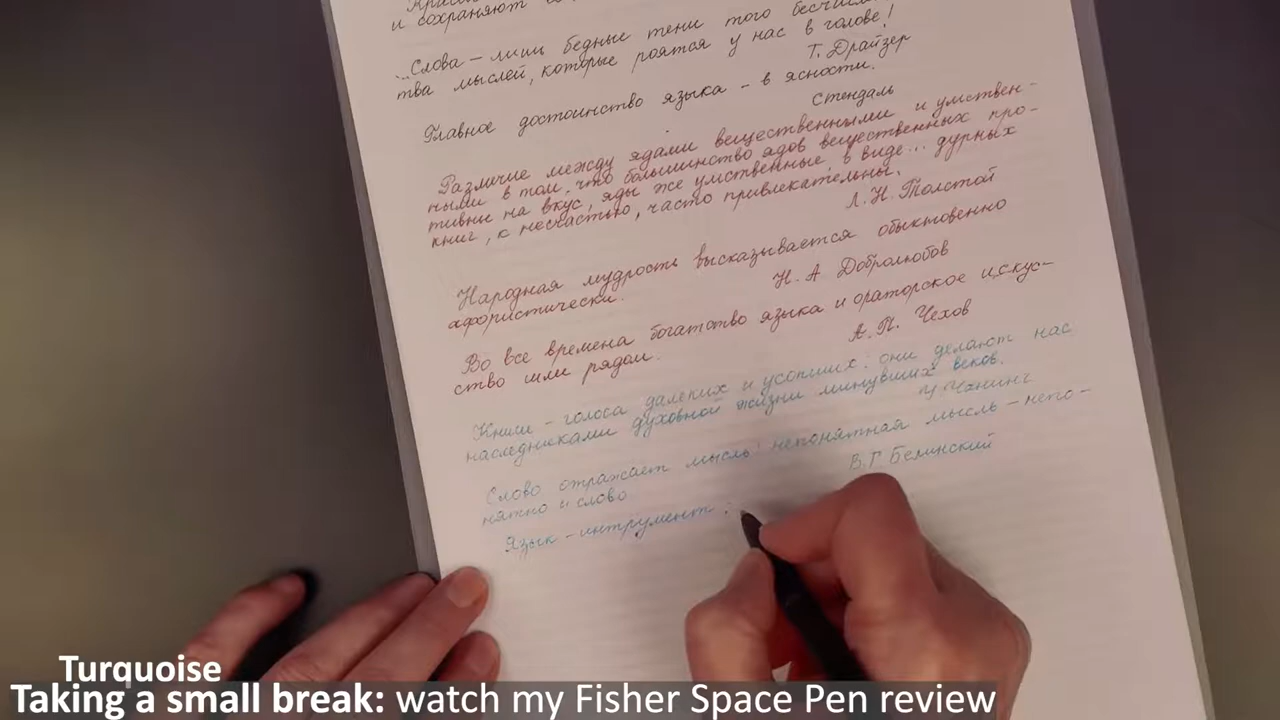 и сохраняют
...Слова – лиши бедные тени того
тва мыслей, которые роятся у нас в голове!
Т. Драйзер
Главное достоинство языка – в ясности.
Стендаль
Различие между ядами вещественными и умствен-
ными в том, что большинство ядов вещественных про-
тивны на вкус, яды же умственные, в виде... дурных
книг, к несчастью, часто привлекательны.
Л. Н. Толстой
Народная мудрость высказывается обыкновенно
афористически.
Н. А Добролюбов
Во все времена богатство языка и ораторское искус-
ство шли рядом.
А. П. Чехов
Книги – голоса далеких и усопших: они делают нас
наследниками духовной жизни минувших веков.
У Чанинг
Слово отражает мысль: непонятная мысль – непо-
нятно и слово
В. Г. Белинский
Язык – интрумент
Turquoise
Taking a small break: watch my Fisher Space Pen review